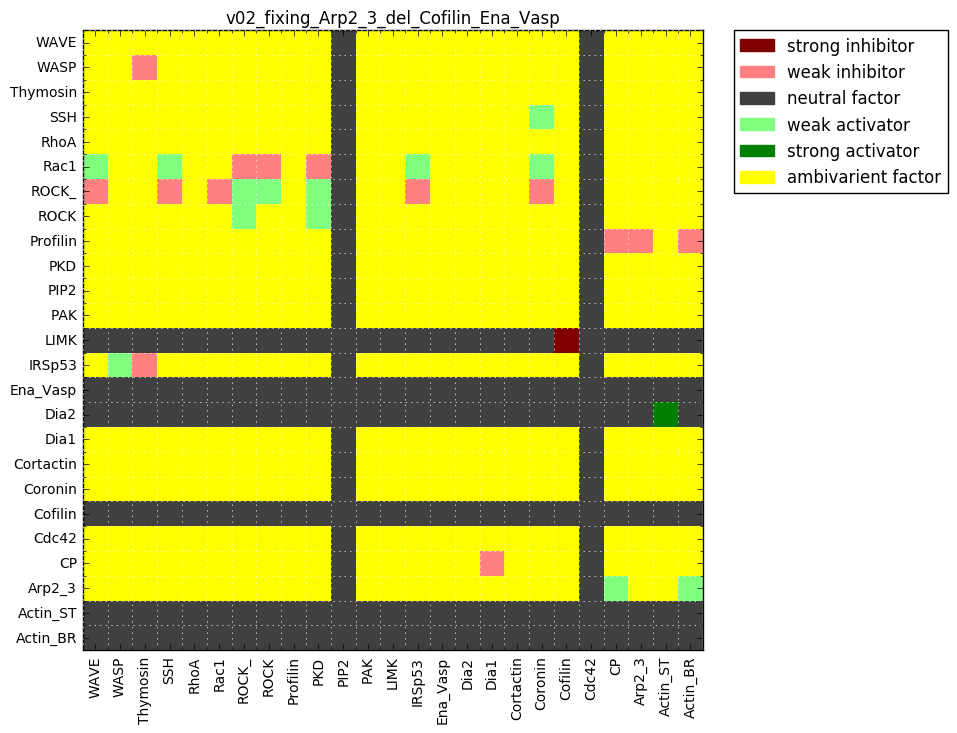 v02_fixing_Arp2_3_del_Cofilin_Ena_Vasp
WAVE
WASP
Thymosin
SSH
RhoA
Rac1
ROCK_
ROCK
Profilin
PKD
PIP2
PAK
LIMK
IRSp53
Ena_Vasp
Dia2
Dia1
Cortactin
Coronin
Cofilin
Cdc42
CP
Arp2_3
Actin_ST
Actin_BR
WAVE
WASP
Thymosin
SSH
RhoA
Rac1
ROCK_
ROCK
Profilin
PKD
PIP2
PAK
LIMK
IRSp53
Ena_Vasp
Dia2
Dia1
Cortactin
Coronin
Cofilin
Cdc42
CP
Arp2_3
Actin_ST
Actin_BR
strong inhibitor
weak inhibitor
neutral factor
weak activator
strong activator
ambivarient factor